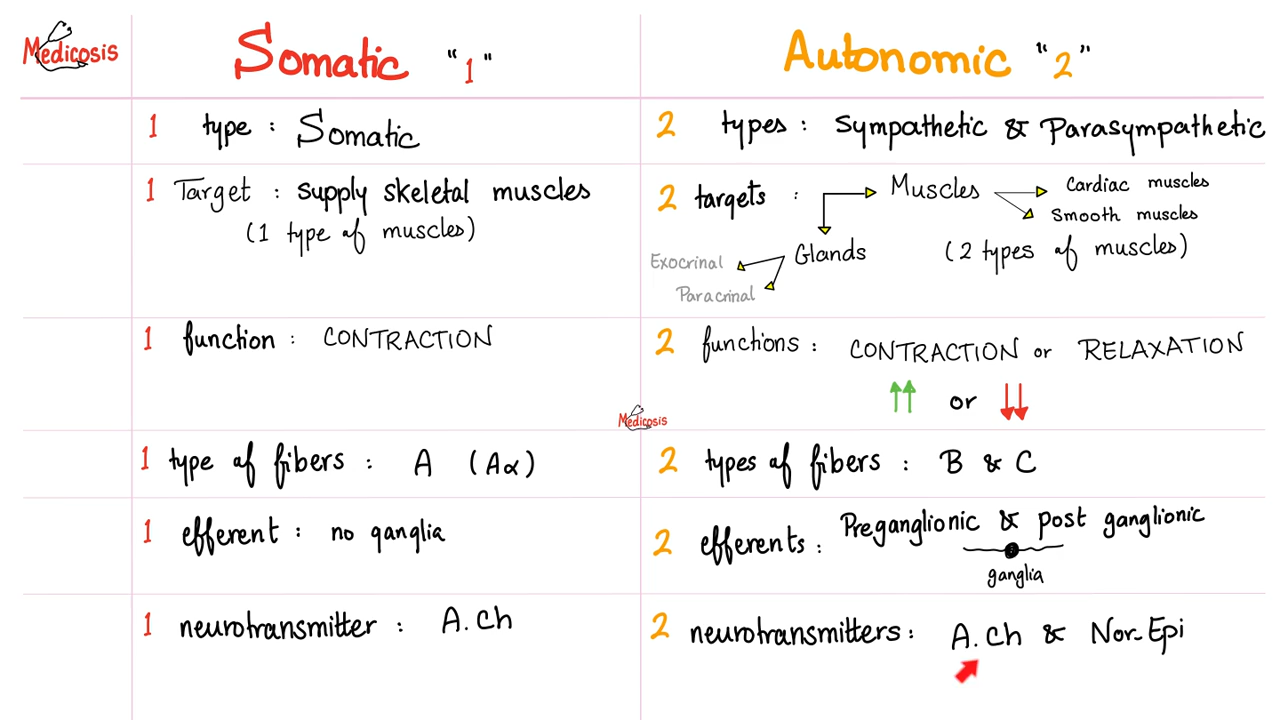 Medicosis
Somatic "1"
Autonomic "2"
1 type : Somatic
2 types : Sympathetic & Parasympathetic
1 Target : supply skeletal muscles
(1 type of muscles)
2 targets :
Muscles
Cardiac muscles
Smooth muscles
(2 types of muscles)
Glands
Exocrinal
Paracrinal
1 function : CONTRACTION
2 functions : CONTRACTION or RELAXATION
↑↑ or ↓↓
Medicosis
1 type of fibers : A (Aα)
2 types of fibers : B & C
1 efferent : no ganglia
2 efferents : Preganglionic & post ganglionic
ganglia
1 neurotransmitter : A.Ch
2 neurotransmitters : A.Ch & Nor-Epi